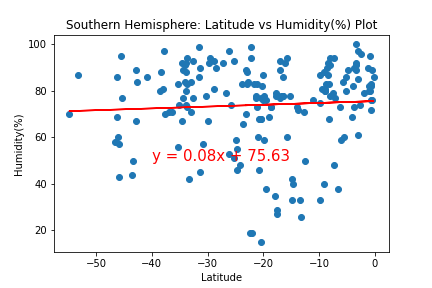 Southern Hemisphere: Latitude vs Humidity(%) Plot
100
80
60
40
20
Humidity(%)
y = 0.08x + 75.63
−50
−40
−30
−20
−10
0
Latitude